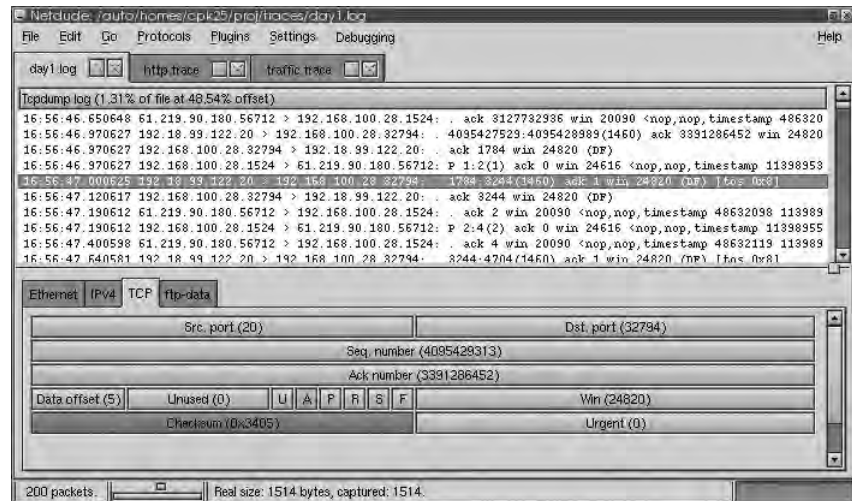 Netdude: /auto/homes/cpk25/proj/traces/day1.log
File Edit Go Protocols Plugins Settings Debugging Help
day1.log http.trace traffic.trace
Tcpdump log (1.31% of file at 48.54% offset)
16:56:46.650648 61.219.90.180.56712 > 192.168.100.28.1524: . ack 3127732936 win 20090 <nop,nop,timestamp 486320
16:56:46.970627 192.18.99.122.20 > 192.168.100.28.32794: . 4095427529:4095428989(1460) ack 3391286452 win 24820
16:56:46.970627 192.168.100.28.32794 > 192.18.99.122.20: . ack 1784 win 24820 (DF)
16:56:46.970627 192.168.100.28.1524 > 61.219.90.180.56712: P 1:2(1) ack 0 win 24616 <nop,nop,timestamp 11398953
16:56:47.000625 192.18.99.122.20 > 192.168.100.28.32794: 1784:3244(1460) ack 1 win 24820 (DF) [tos 0x8]
16:56:47.120617 192.168.100.28.32794 > 192.18.99.122.20: . ack 3244 win 24820 (DF)
16:56:47.190612 61.219.90.180.56712 > 192.168.100.28.1524: . ack 2 win 20090 <nop,nop,timestamp 48632098 113989
16:56:47.190612 192.168.100.28.1524 > 61.219.90.180.56712: P 2:4(2) ack 0 win 24616 <nop,nop,timestamp 11398955
16:56:47.400598 61.219.90.180.56712 > 192.168.100.28.1524: . ack 4 win 20090 <nop,nop,timestamp 48632119 113989
16:56:47.640581 192.18.99.122.20 > 192.168.100.28.32794: 3244:4704(1460) ack 1 win 24820 (DF) [tos 0x8]
Ethernet IPv4 TCP ftp-data
Src. port (20) Dst. port (32794)
Seq. number (4095429313)
Ack number (3391286452)
Data offset (5) Unused (0) U A P R S F Win (24820)
Checksum (0x3405) Urgent (0)
200 packets. Real size: 1514 bytes, captured: 1514.